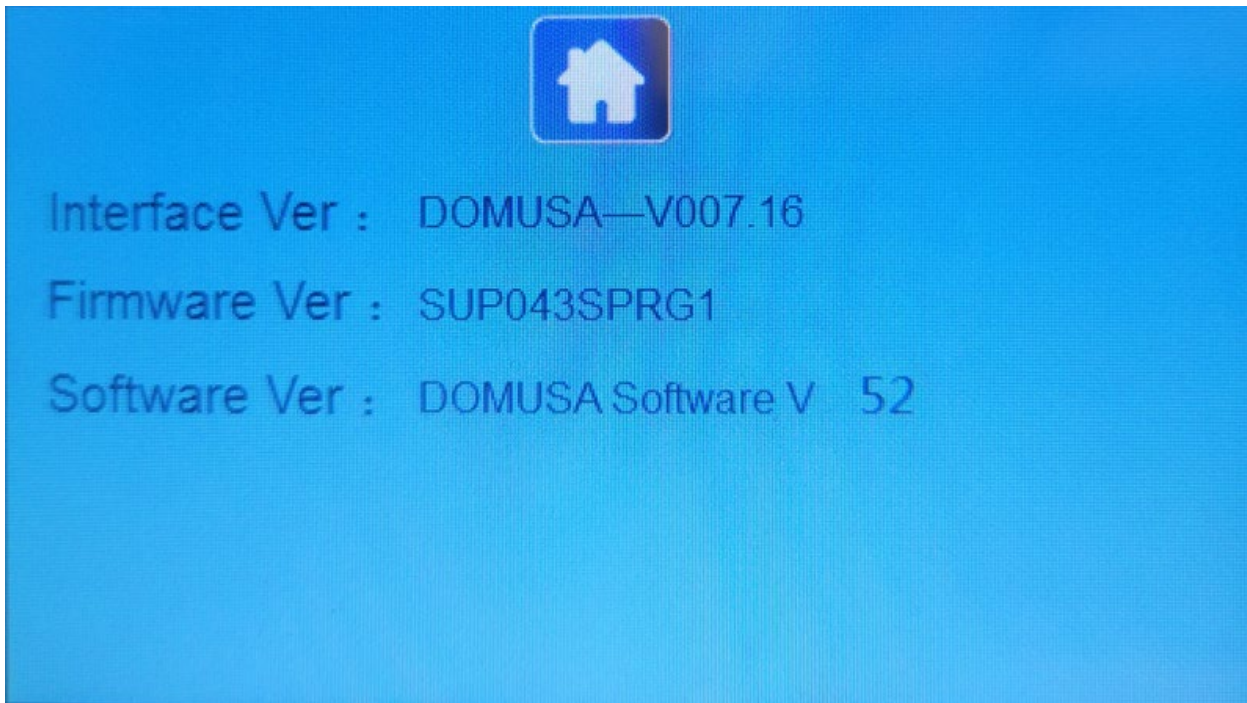 Interface Ver : DOMUSA—V007.16
Firmware Ver : SUP043SPRG1
Software Ver : DOMUSA Software V 52